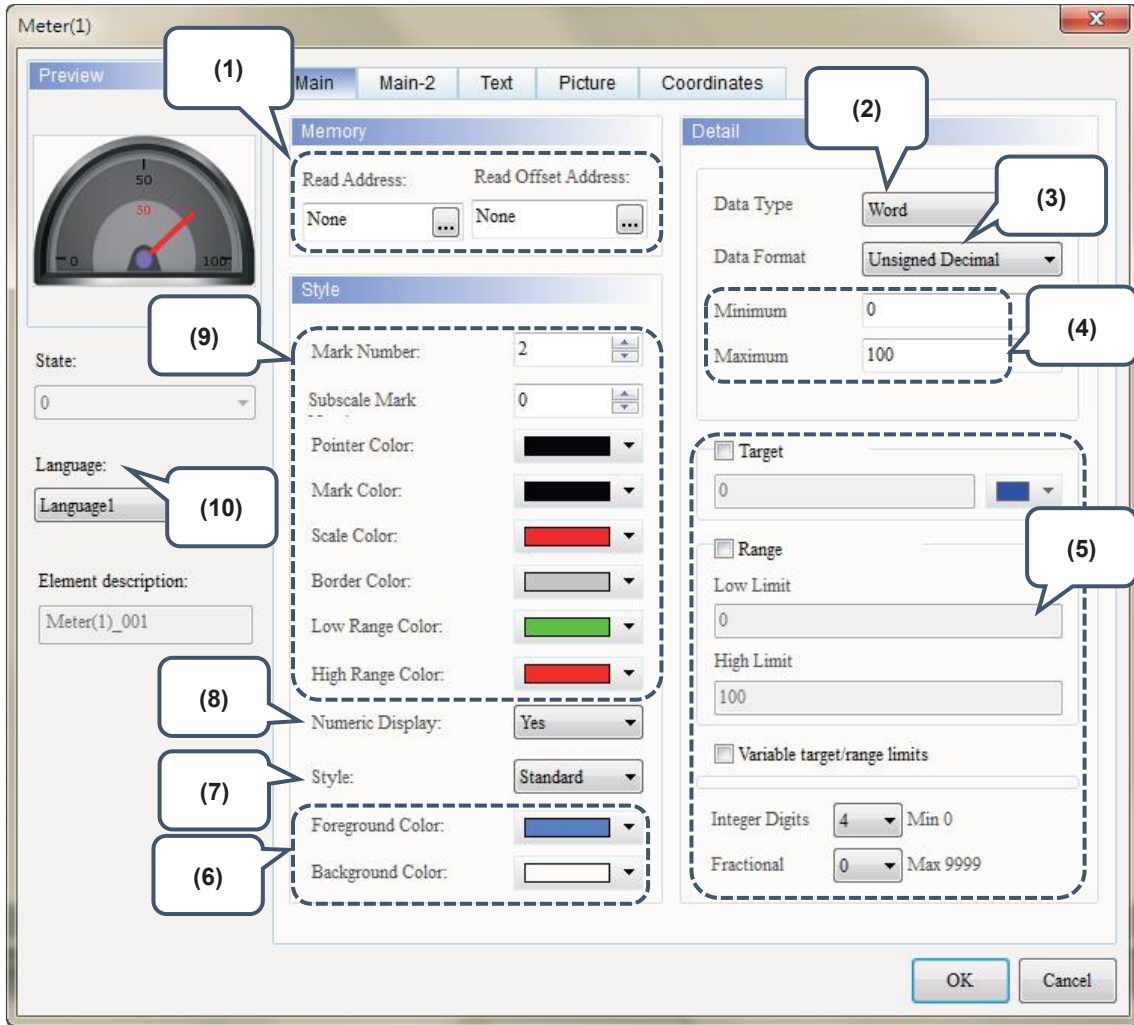 Meter(1)
Preview
50
50
0
100
State:
0
Language:
Language1
Element description:
Meter(1)_001
(1)
Main Main-2 Text Picture Coordinates
Memory
Read Address: Read Offset Address:
None ... None ...
Style
(9)
Mark Number: 2
Subscale Mark 0
Pointer Color:
Mark Color:
Scale Color:
Border Color:
Low Range Color:
High Range Color:
(10)
(8)
Numeric Display: Yes
(7)
Style: Standard
(6)
Foreground Color:
Background Color:
(2)
Detail
Data Type Word
(3)
Data Format Unsigned Decimal
Minimum 0
(4)
Maximum 100
Target
0
Range
(5)
Low Limit
0
High Limit
100
Variable target/range limits
Integer Digits 4 Min 0
Fractional 0 Max 9999
OK Cancel